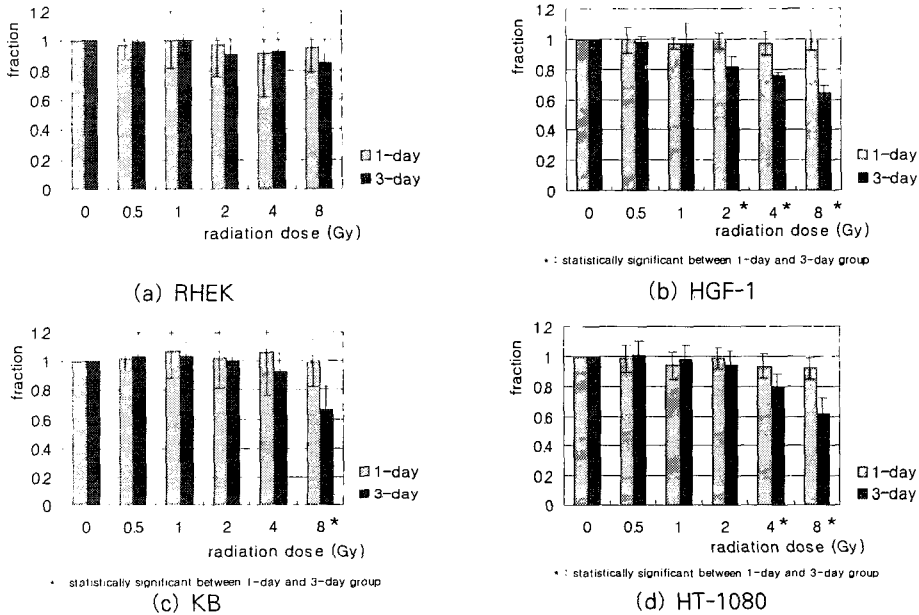 1.2
1
0.8
0.6
0.4
0.2
0
fraction
0 0.5 1 2 4 8
radiation dose (Gy)
1-day
3-day
(a) RHEK
1.2
1
0.8
0.6
0.4
0.2
0
fraction
0 0.5 1 2 * 4 * 8 *
radiation dose (Gy)
1-day
3-day
* : statistically significant between 1-day and 3-day group
(b) HGF-1
1.2
1
0.8
0.6
0.4
0.2
0
fraction
0 0.5 1 2 4 8 *
radiation dose (Gy)
1-day
3-day
* statistically significant between 1-day and 3-day group
(c) KB
1.2
1
0.8
0.6
0.4
0.2
0
fraction
0 0.5 1 2 4 * 8 *
radiation dose (Gy)
1-day
3-day
* : statistically significant between 1-day and 3-day group
(d) HT-1080